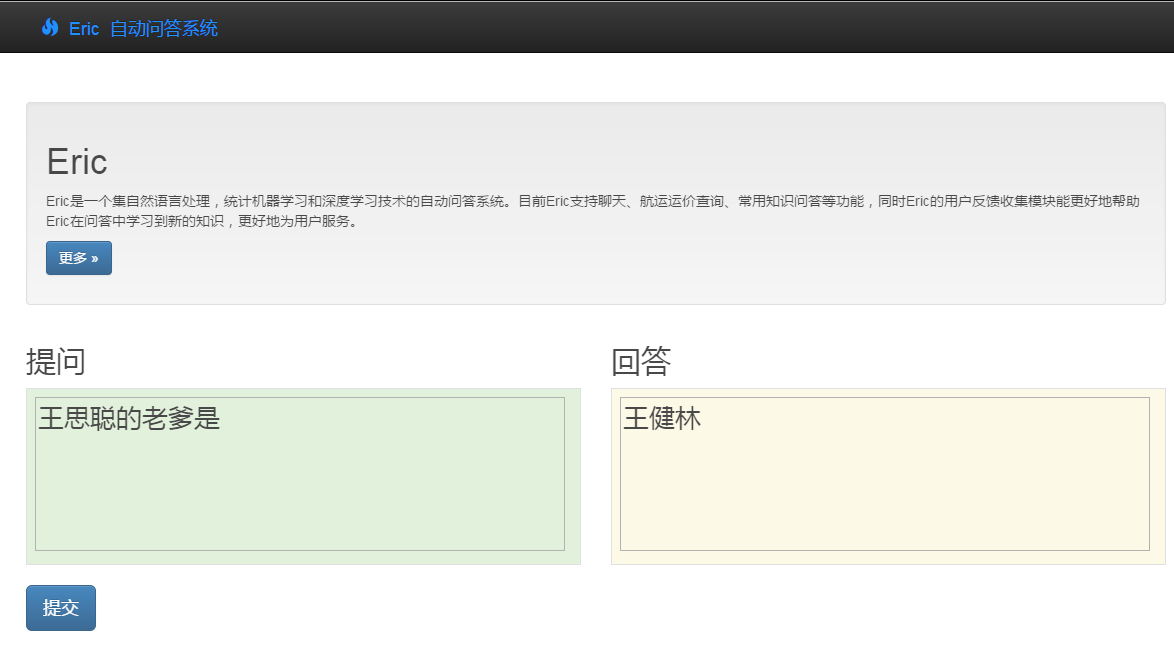 Eric 自动问答系统
Eric
Eric是一个集自然语言处理，统计机器学习和深度学习技术的自动问答系统。目前Eric支持聊天、航运运价查询、常用知识问答等功能，同时Eric的用户反馈收集模块能更好地帮助
Eric在问答中学习到新的知识，更好地为用户服务。
更多 »
提问
回答
王思聪的老爹是
王健林
提交